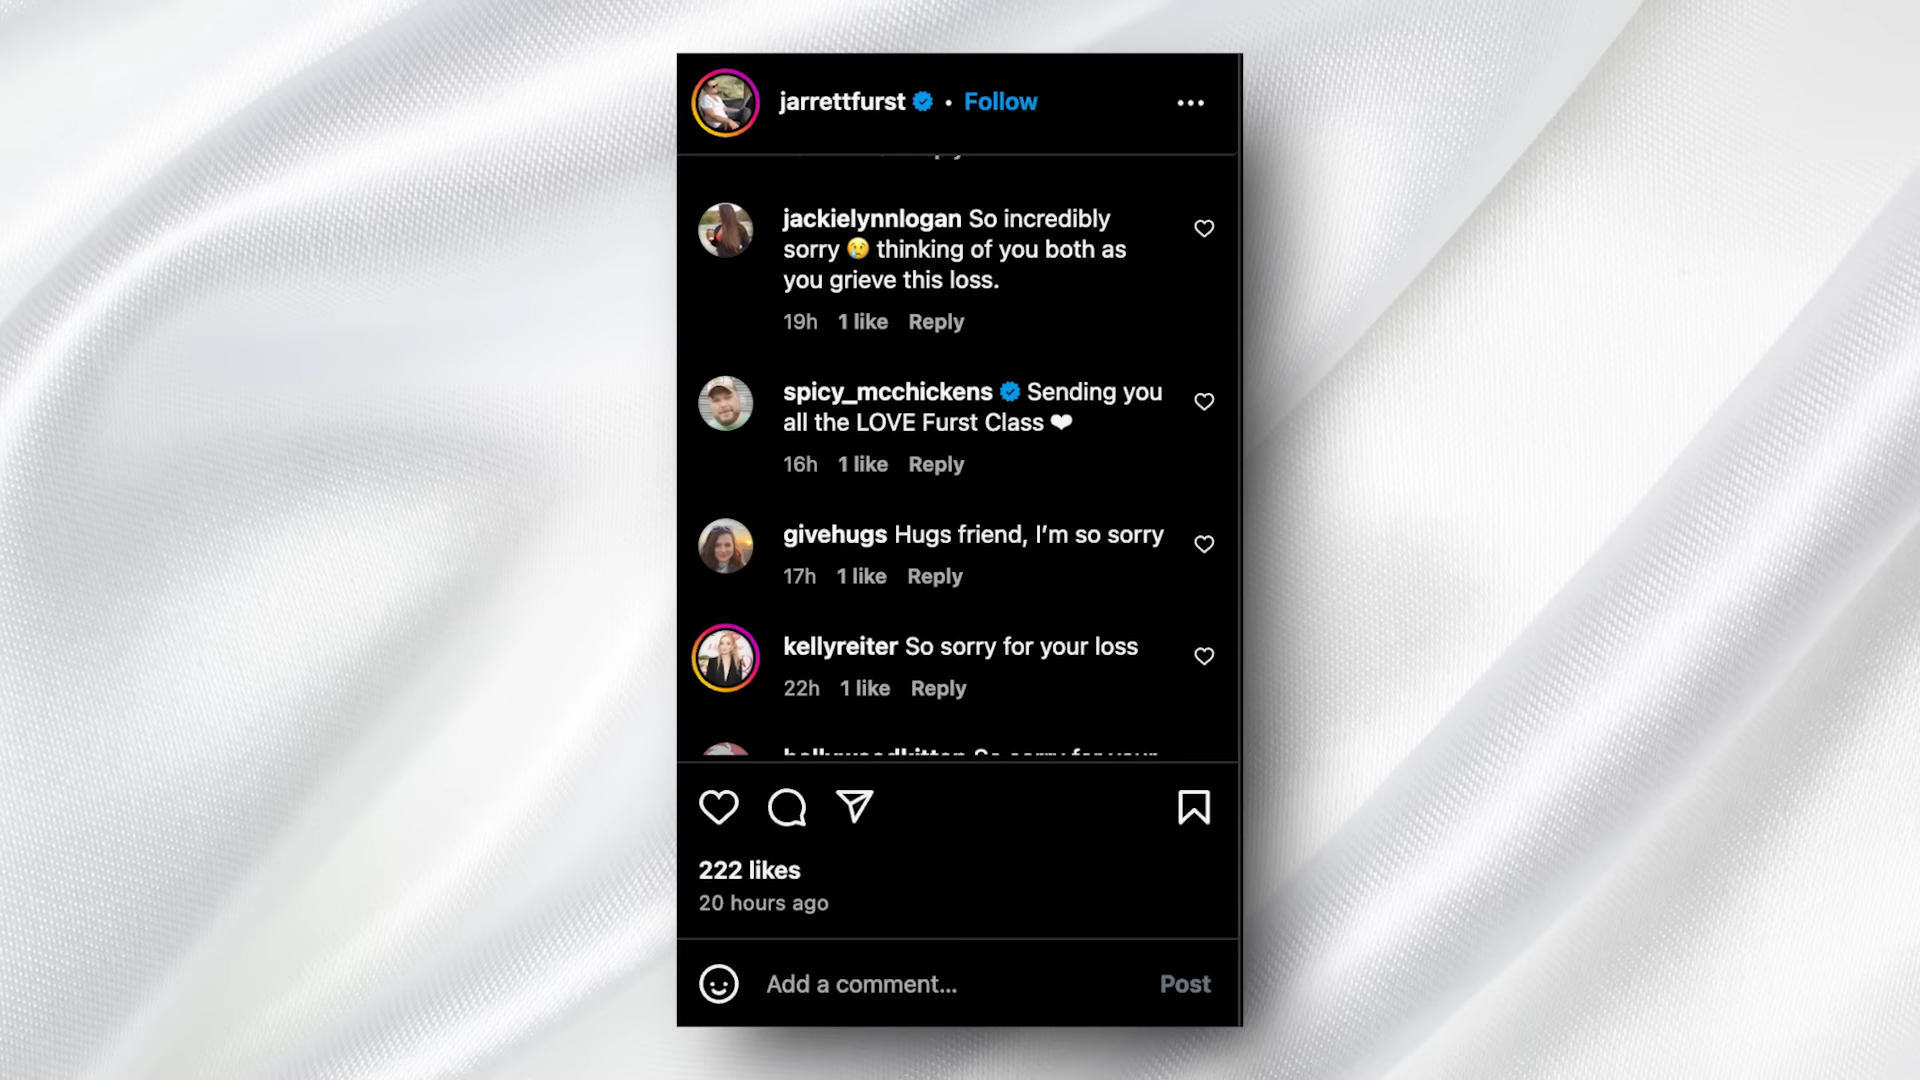 jarrettfurst • Follow
jackielynnlogan So incredibly
sorry 😢 thinking of you both as
you grieve this loss.
19h 1 like Reply
spicy_mcchickens Sending you
all the LOVE Furst Class ❤
16h 1 like Reply
givehugs Hugs friend, I’m so sorry
17h 1 like Reply
kellyreiter So sorry for your loss
22h 1 like Reply
222 likes
20 hours ago
Add a comment...
Post